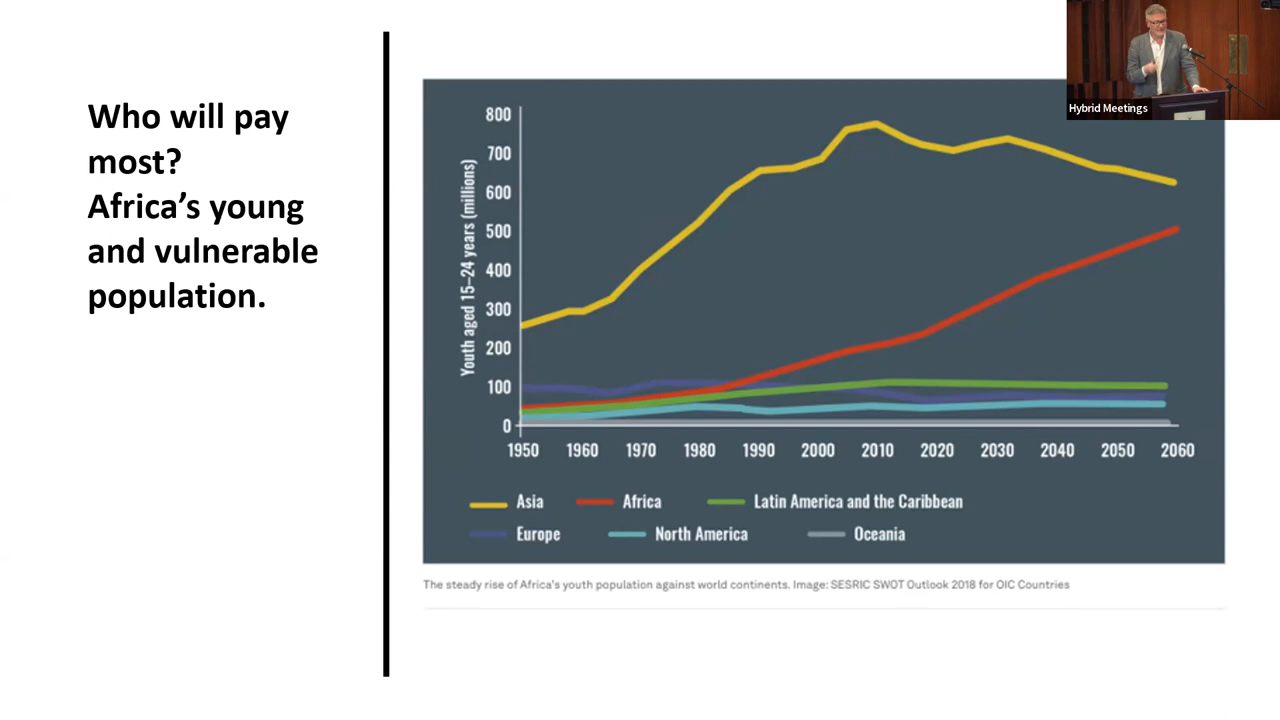 Who will pay
most?
Africa’s young
and vulnerable
population.
Hybrid Meetings
Youth aged 15–24 years (millions)
800
700
600
500
400
300
200
100
0
1950 1960 1970 1980 1990 2000 2010 2020 2030 2040 2050 2060
Asia Africa Latin America and the Caribbean
Europe North America Oceania
The steady rise of Africa's youth population against world continents. Image: SESRIC SWOT Outlook 2018 for OIC Countries